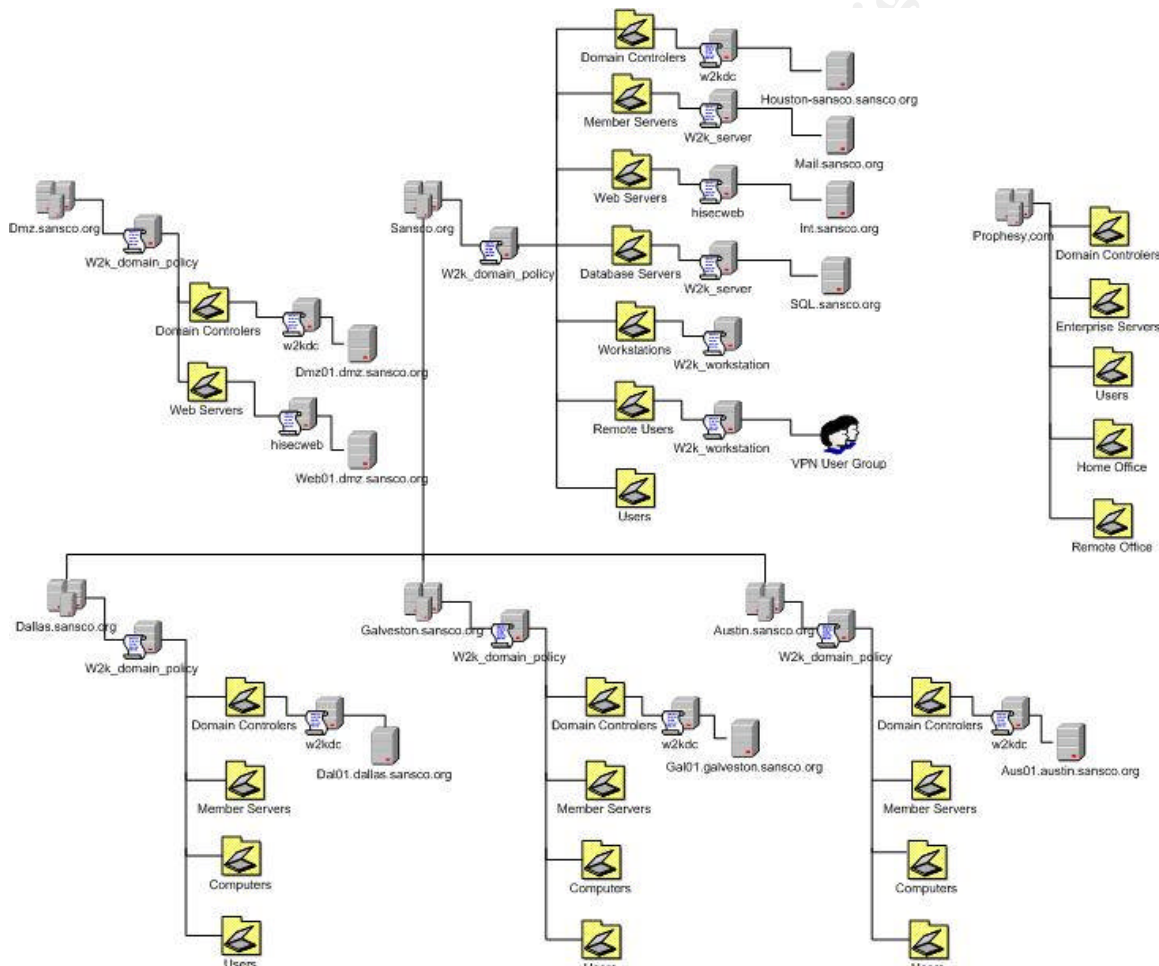 Domain Controlers
w2kdc
Houston-sansco.sansco.org
Member Servers
W2k_server
Mail.sansco.org
Web Servers
hisecweb
Int.sansco.org
Database Servers
W2k_server
SQL.sansco.org
Workstations
W2k_workstation
Remote Users
W2k_workstation
VPN User Group
Users
Dmz.sansco.org
W2k_domain_policy
Domain Controlers
w2kdc
Dmz01.dmz.sansco.org
Web Servers
hisecweb
Web01.dmz.sansco.org
Sansco.org
W2k_domain_policy
Prophesy.com
Domain Controlers
Enterprise Servers
Users
Home Office
Remote Office
Dallas.sansco.org
W2k_domain_policy
Domain Controlers
w2kdc
Dal01.dallas.sansco.org
Member Servers
Computers
Users
Galveston.sansco.org
W2k_domain_policy
Domain Controlers
w2kdc
Gal01.galveston.sansco.org
Member Servers
Computers
Users
Austin.sansco.org
W2k_domain_policy
Domain Controlers
w2kdc
Aus01.austin.sansco.org
Member Servers
Computers
Users